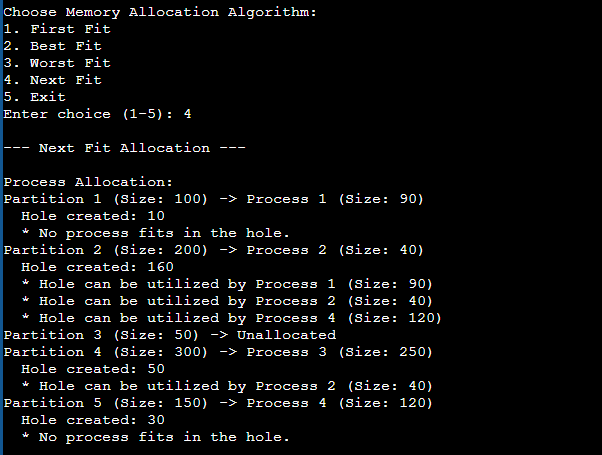 Choose Memory Allocation Algorithm:
1. First Fit
2. Best Fit
3. Worst Fit
4. Next Fit
5. Exit
Enter choice (1-5): 4
--- Next Fit Allocation ---
Process Allocation:
Partition 1 (Size: 100) -> Process 1 (Size: 90)
  Hole created: 10
  * No process fits in the hole.
Partition 2 (Size: 200) -> Process 2 (Size: 40)
  Hole created: 160
  * Hole can be utilized by Process 1 (Size: 90)
  * Hole can be utilized by Process 2 (Size: 40)
  * Hole can be utilized by Process 4 (Size: 120)
Partition 3 (Size: 50) -> Unallocated
Partition 4 (Size: 300) -> Process 3 (Size: 250)
  Hole created: 50
  * Hole can be utilized by Process 2 (Size: 40)
Partition 5 (Size: 150) -> Process 4 (Size: 120)
  Hole created: 30
  * No process fits in the hole.